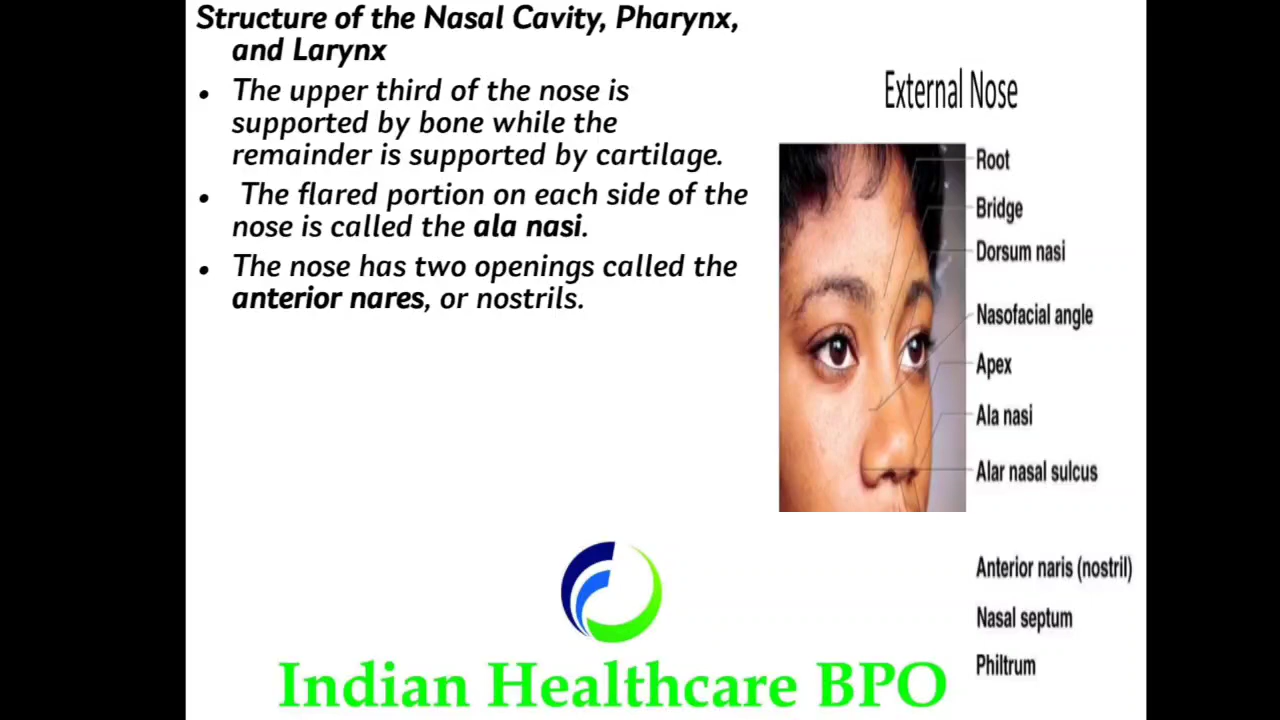 Structure of the Nasal Cavity, Pharynx,
and Larynx
• The upper third of the nose is
supported by bone while the
remainder is supported by cartilage.
• The flared portion on each side of the
nose is called the ala nasi.
• The nose has two openings called the
anterior nares, or nostrils.
External Nose
Root
Bridge
Dorsum nasi
Nasofacial angle
Apex
Ala nasi
Alar nasal sulcus
Anterior naris (nostril)
Nasal septum
Philtrum
Indian Healthcare BPO